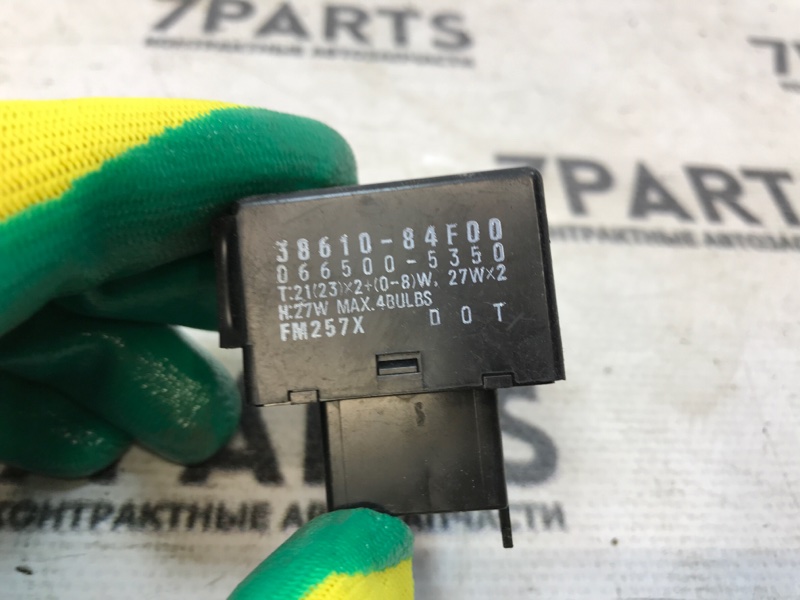 7PARTS
КОНТРАКТНЫЕ АВТОЗАПЧАСТИ
7PARTS
КОНТРАКТНЫЕ АВТОЗАП
7PARTS
38610-84F00
066500-5350
T:21(23)×2+(0-8)W, 27W×2
H:27W MAX.4BULBS
FM257X DOT
КОНТРАКТНЫЕ АВТОЗАПЧАСТИ